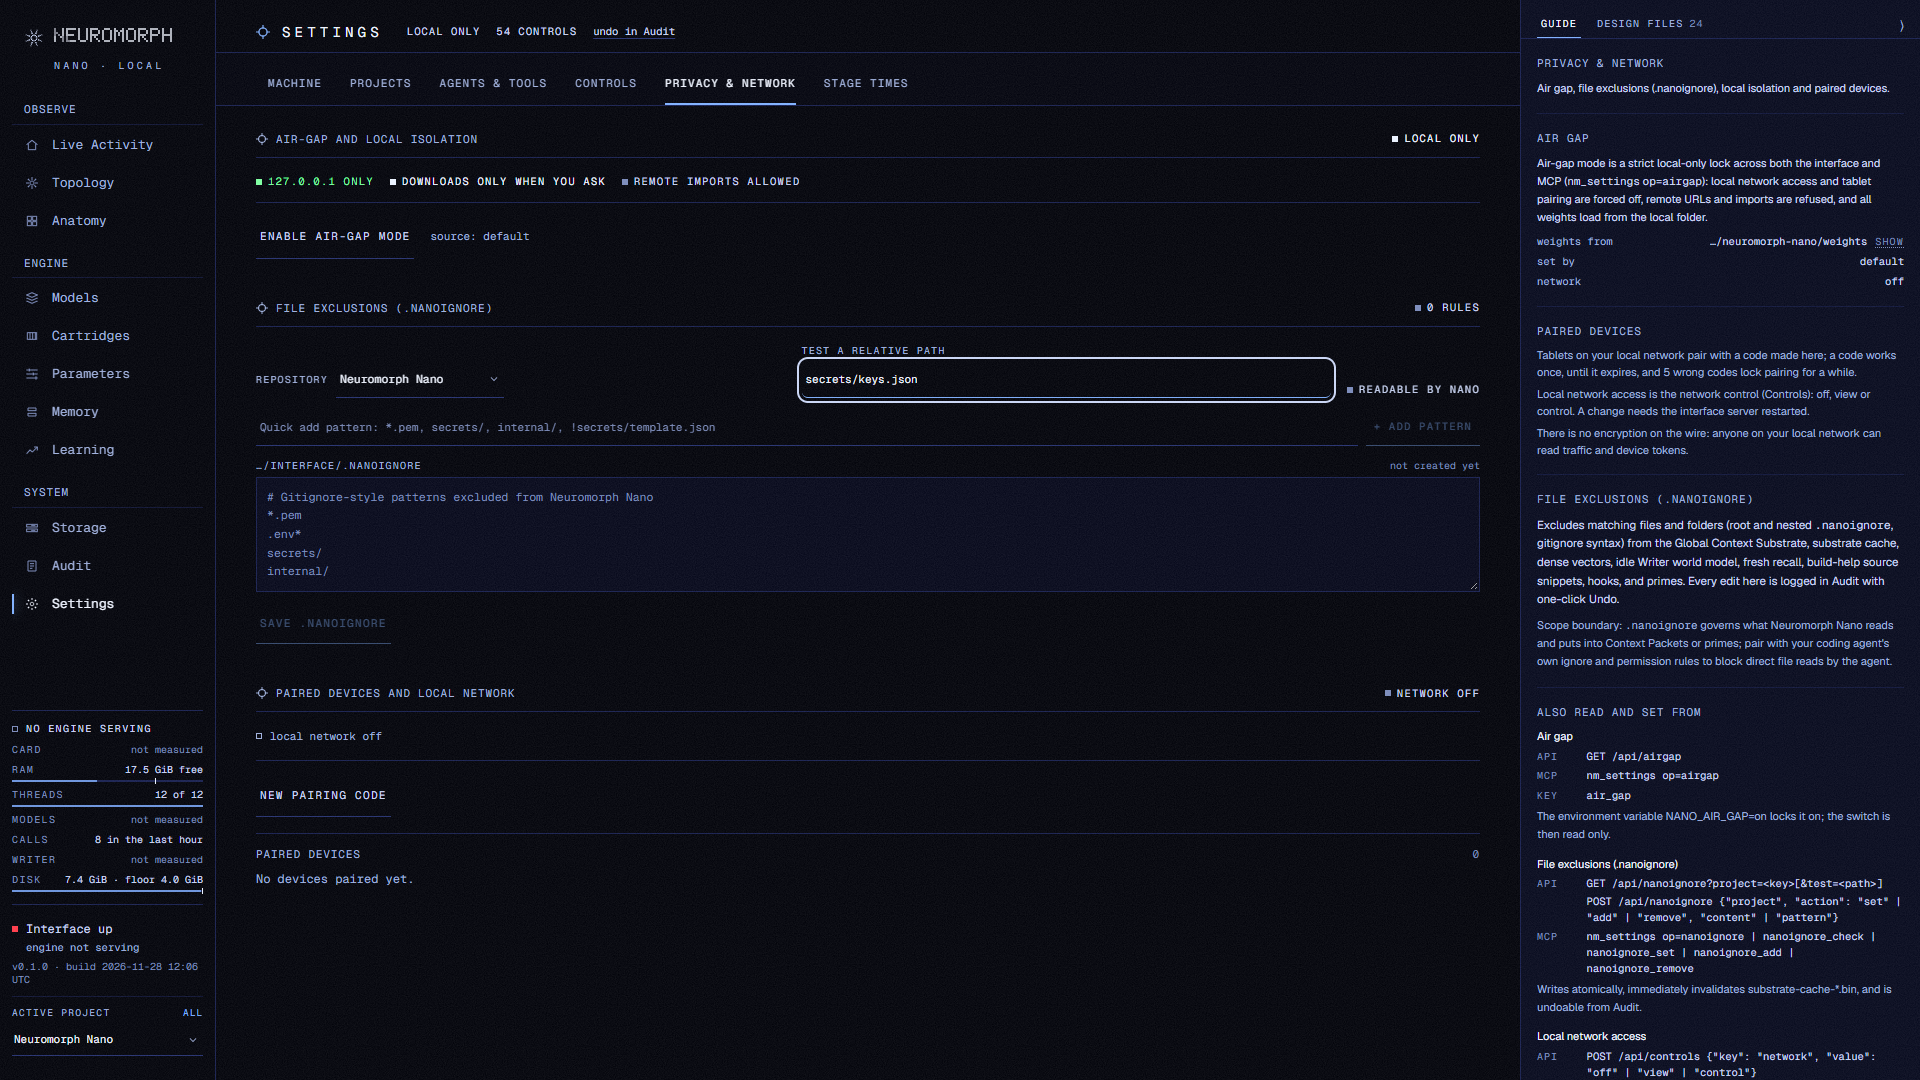 NEUROMORPH
NANO · LOCAL
OBSERVE
Live Activity
Topology
Anatomy
ENGINE
Models
Cartridges
Parameters
Memory
Learning
SYSTEM
Storage
Audit
Settings
NO ENGINE SERVING
CARD not measured
RAM 17.5 GiB free
THREADS 12 of 12
MODELS not measured
CALLS 8 in the last hour
WRITER not measured
DISK 7.4 GiB · floor 4.0 GiB
Interface up
engine not serving
v0.1.0 · build 2026-11-28 12:06
UTC
ACTIVE PROJECT ALL
Neuromorph Nano
SETTINGS LOCAL ONLY 54 CONTROLS undo in Audit
MACHINE PROJECTS AGENTS & TOOLS CONTROLS PRIVACY & NETWORK STAGE TIMES
AIR-GAP AND LOCAL ISOLATION LOCAL ONLY
127.0.0.1 ONLY DOWNLOADS ONLY WHEN YOU ASK REMOTE IMPORTS ALLOWED
ENABLE AIR-GAP MODE source: default
FILE EXCLUSIONS (.NANOIGNORE) 0 RULES
TEST A RELATIVE PATH
REPOSITORY Neuromorph Nano secrets/keys.json READABLE BY NANO
Quick add pattern: *.pem, secrets/, internal/, !secrets/template.json + ADD PATTERN
…/INTERFACE/.NANOIGNORE not created yet
# Gitignore-style patterns excluded from Neuromorph Nano
*.pem
.env*
secrets/
internal/
SAVE .NANOIGNORE
PAIRED DEVICES AND LOCAL NETWORK NETWORK OFF
local network off
NEW PAIRING CODE
PAIRED DEVICES 0
No devices paired yet.
GUIDE DESIGN FILES 24
PRIVACY & NETWORK
Air gap, file exclusions (.nanoignore), local isolation and paired devices.
AIR GAP
Air-gap mode is a strict local-only lock across both the interface and
MCP (nm_settings op=airgap): local network access and tablet
pairing are forced off, remote URLs and imports are refused, and all
weights load from the local folder.
weights from …/neuromorph-nano/weights SHOW
set by default
network off
PAIRED DEVICES
Tablets on your local network pair with a code made here; a code works
once, until it expires, and 5 wrong codes lock pairing for a while.
Local network access is the network control (Controls): off, view or
control. A change needs the interface server restarted.
There is no encryption on the wire: anyone on your local network can
read traffic and device tokens.
FILE EXCLUSIONS (.NANOIGNORE)
Excludes matching files and folders (root and nested .nanoignore,
gitignore syntax) from the Global Context Substrate, substrate cache,
dense vectors, idle Writer world model, fresh recall, build-help source
snippets, hooks, and primes. Every edit here is logged in Audit with
one-click Undo.
Scope boundary: .nanoignore governs what Neuromorph Nano reads
and puts into Context Packets or primes; pair with your coding agent's
own ignore and permission rules to block direct file reads by the agent.
ALSO READ AND SET FROM
Air gap
API GET /api/airgap
MCP nm_settings op=airgap
KEY air_gap
The environment variable NANO_AIR_GAP=on locks it on; the switch is
then read only.
File exclusions (.nanoignore)
API GET /api/nanoignore?project=<key>[&test=<path>]
POST /api/nanoignore {"project", "action": "set" |
"add" | "remove", "content" | "pattern"}
MCP nm_settings op=nanoignore | nanoignore_check |
nanoignore_set | nanoignore_add |
nanoignore_remove
Writes atomically, immediately invalidates substrate-cache-*.bin, and is
undoable from Audit.
Local network access
API POST /api/controls {"key": "network", "value":
"off" | "view" | "control"}